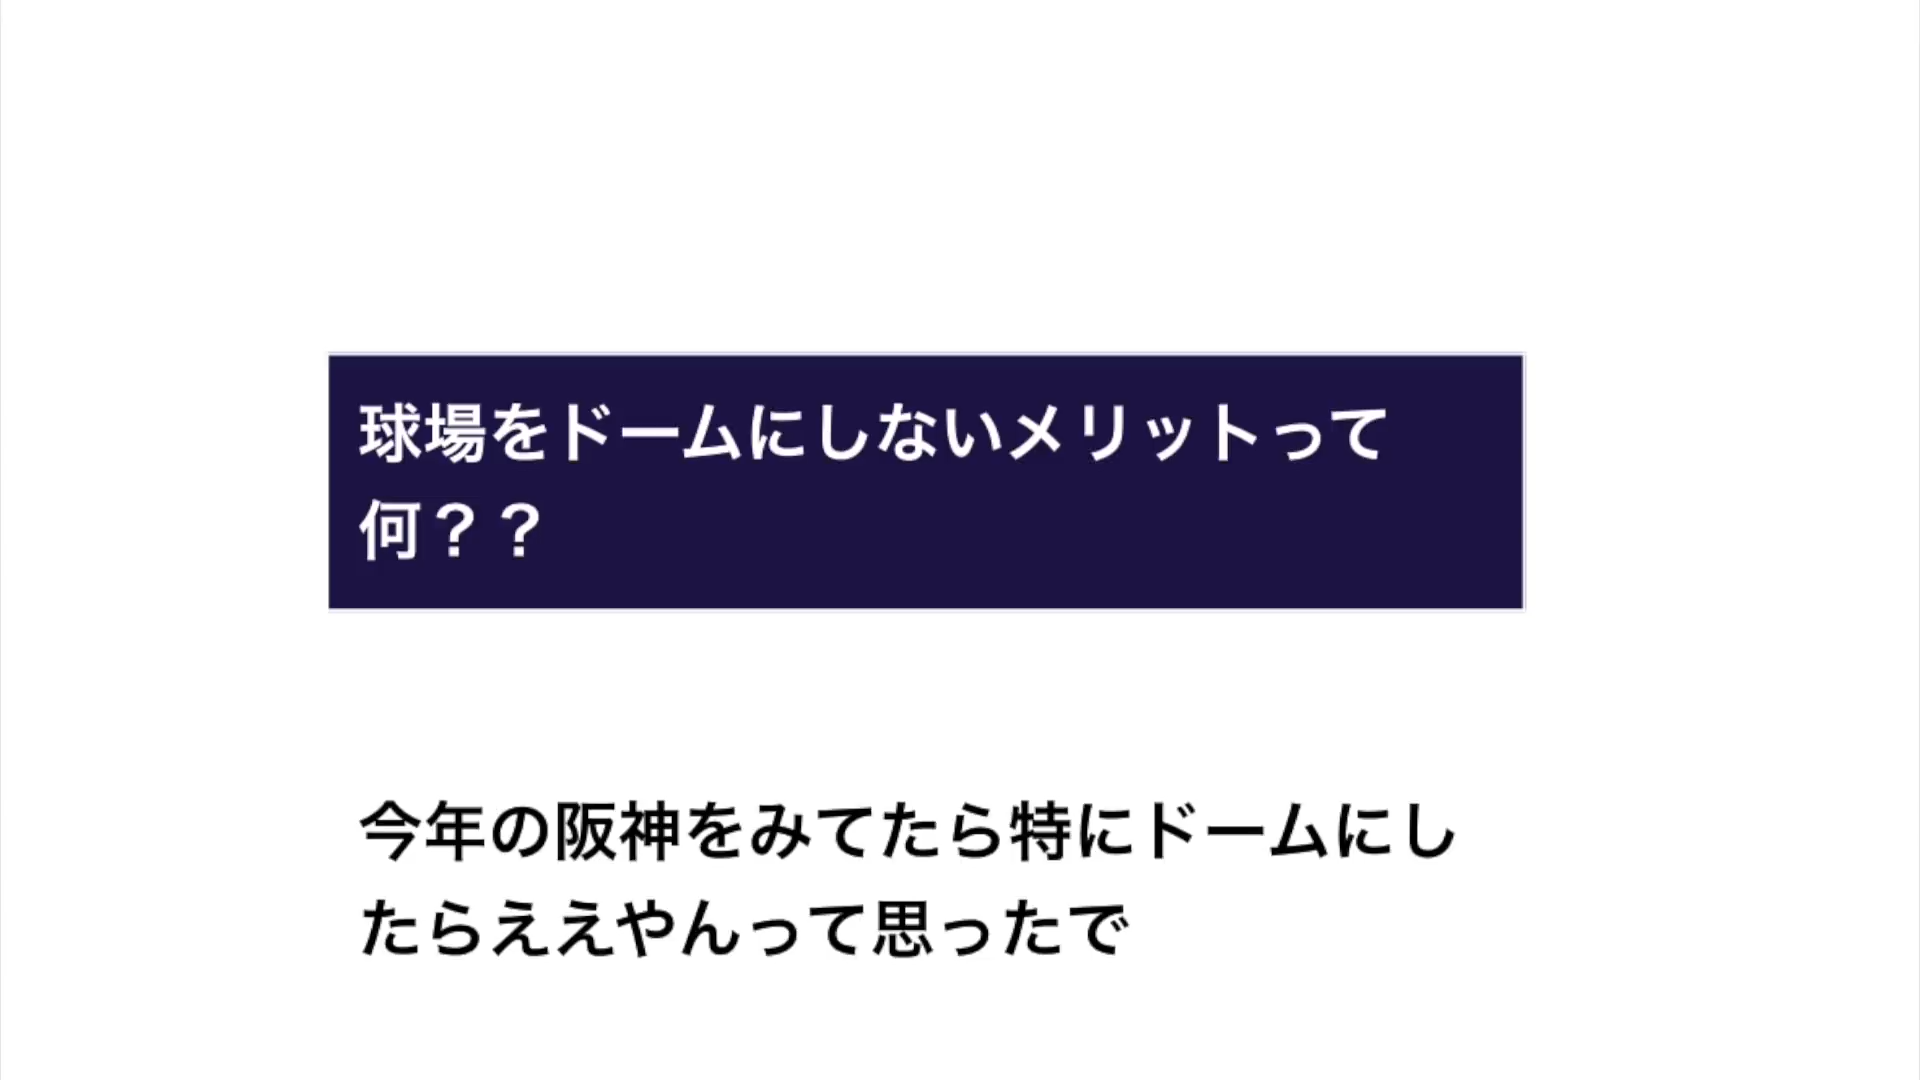 球場をドームにしないメリットって
何？？
今年の阪神をみてたら特にドームにし
たらええやんって思ったで